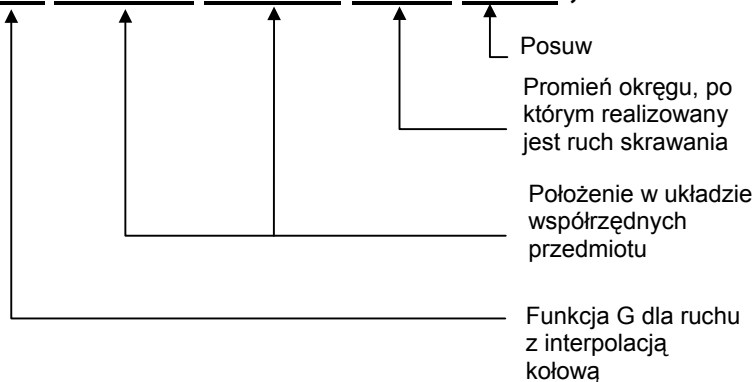 Posuw
Promień okręgu, po
którym realizowany
jest ruch skrawania
Położenie w układzie
współrzędnych
przedmiotu
Funkcja G dla ruchu
z interpolacją
kołową